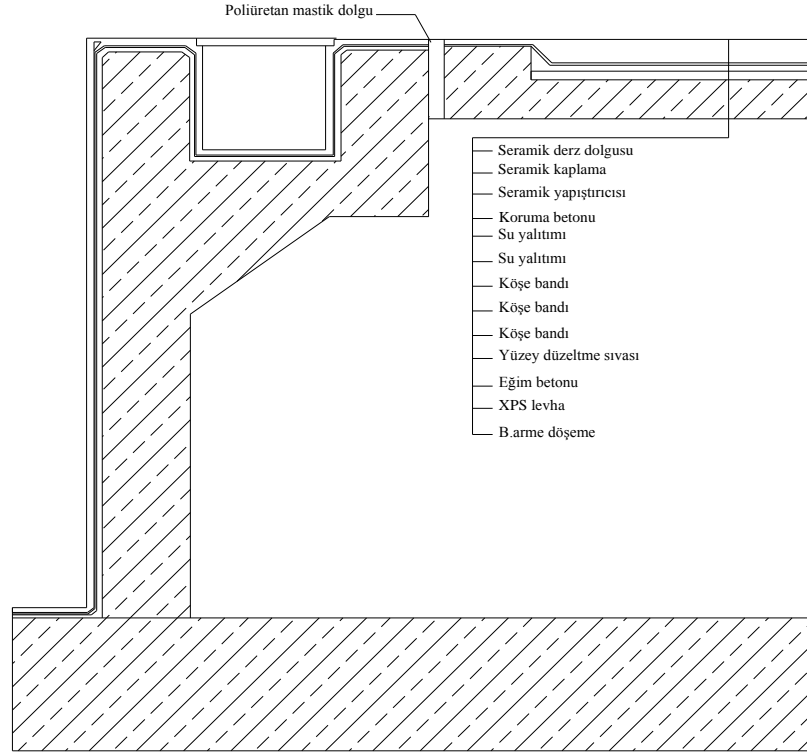 Poliüretan mastik dolgu
Seramik derz dolgusu
Seramik kaplama
Seramik yapıştırıcısı
Koruma betonu
Su yalıtımı
Su yalıtımı
Köşe bandı
Köşe bandı
Köşe bandı
Yüzey düzeltme sıvası
Eğim betonu
XPS levha
B.arme döşeme